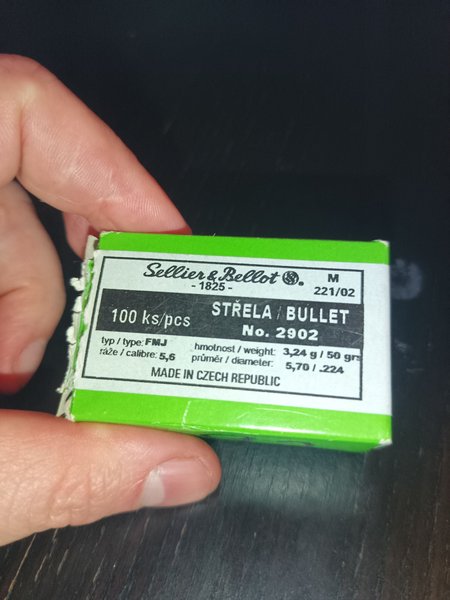 Sellier & Bellot SB.
- 1825 -
M
221/02
100 ks/pcs
STŘELA / BULLET
No. 2902
typ / type: FMJ
ráže / calibre: 5,6
hmotnost / weight: 3,24 g / 50 grs
průměr / diameter: 5,70 / .224
MADE IN CZECH REPUBLIC